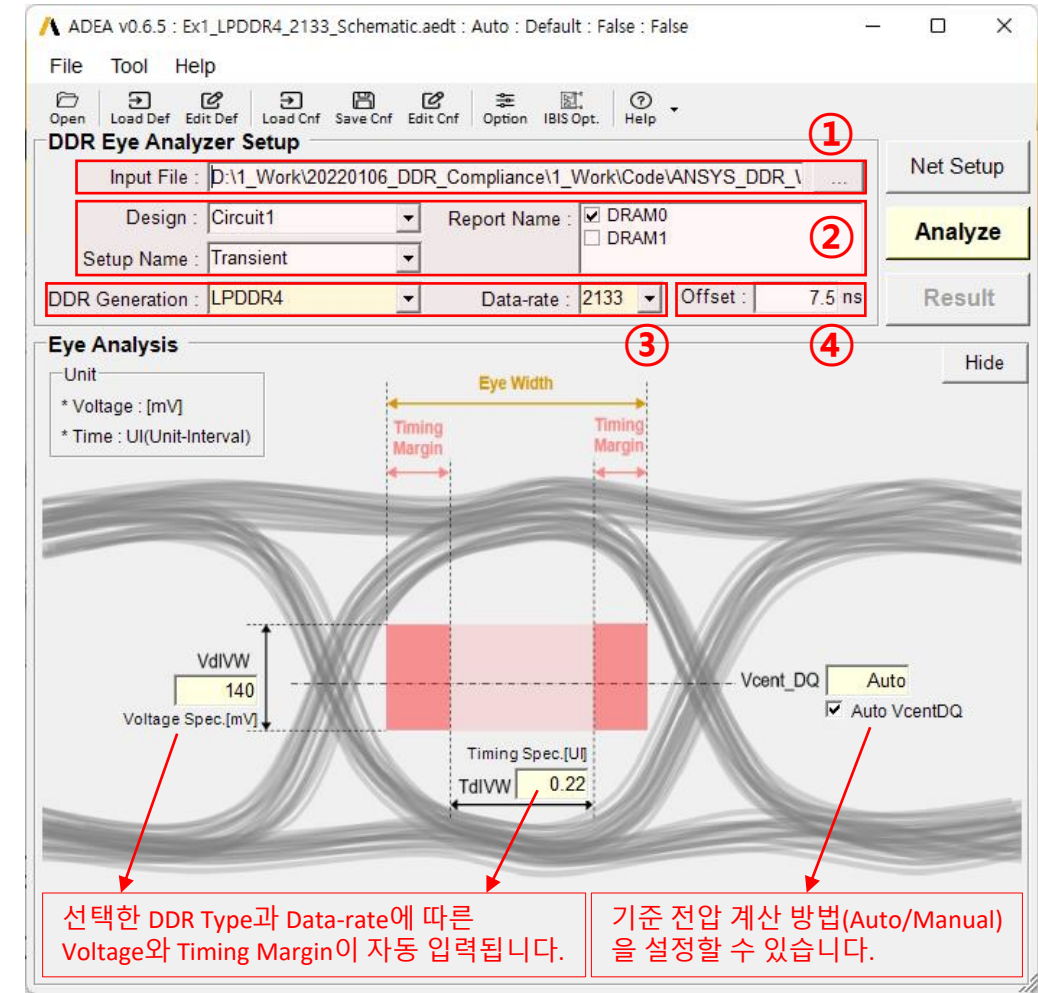 ADEA v0.6.5 : Ex1_LPDDR4_2133_Schematic.aedt : Auto : Default : False : False
File Tool Help
Open Load Def Edit Def Load Cnf Save Cnf Edit Cnf Option IBIS Opt. Help
DDR Eye Analyzer Setup
①
Input File : D:\1_Work\20220106_DDR_Compliance\1_Work\Code\ANSYS_DDR_\ ...
Net Setup
Design : Circuit1 Report Name : DRAM0
DRAM1
②
Analyze
Setup Name : Transient
DDR Generation : LPDDR4 Data-rate : 2133 Offset : 7.5 ns
Result
③ ④
Eye Analysis
Hide
Unit
* Voltage : [mV]
* Time : UI(Unit-Interval)
Eye Width
Timing Margin
Timing Margin
VdIVW
140
Voltage Spec.[mV]
Vcent_DQ Auto
Auto VcentDQ
Timing Spec.[UI]
TdIVW 0.22
선택한 DDR Type과 Data-rate에 따른
Voltage와 Timing Margin이 자동 입력됩니다.
기준 전압 계산 방법(Auto/Manual)
을 설정할 수 있습니다.